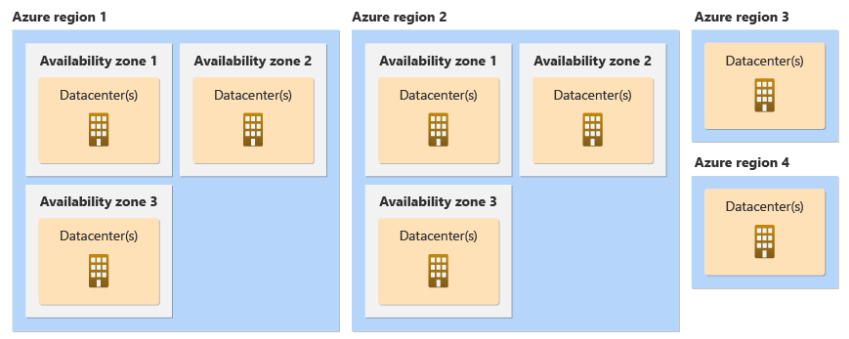 Azure region 1
Availability zone 1
Datacenter(s)
Availability zone 2
Datacenter(s)
Availability zone 3
Datacenter(s)
Azure region 2
Availability zone 1
Datacenter(s)
Availability zone 2
Datacenter(s)
Availability zone 3
Datacenter(s)
Azure region 3
Datacenter(s)
Azure region 4
Datacenter(s)